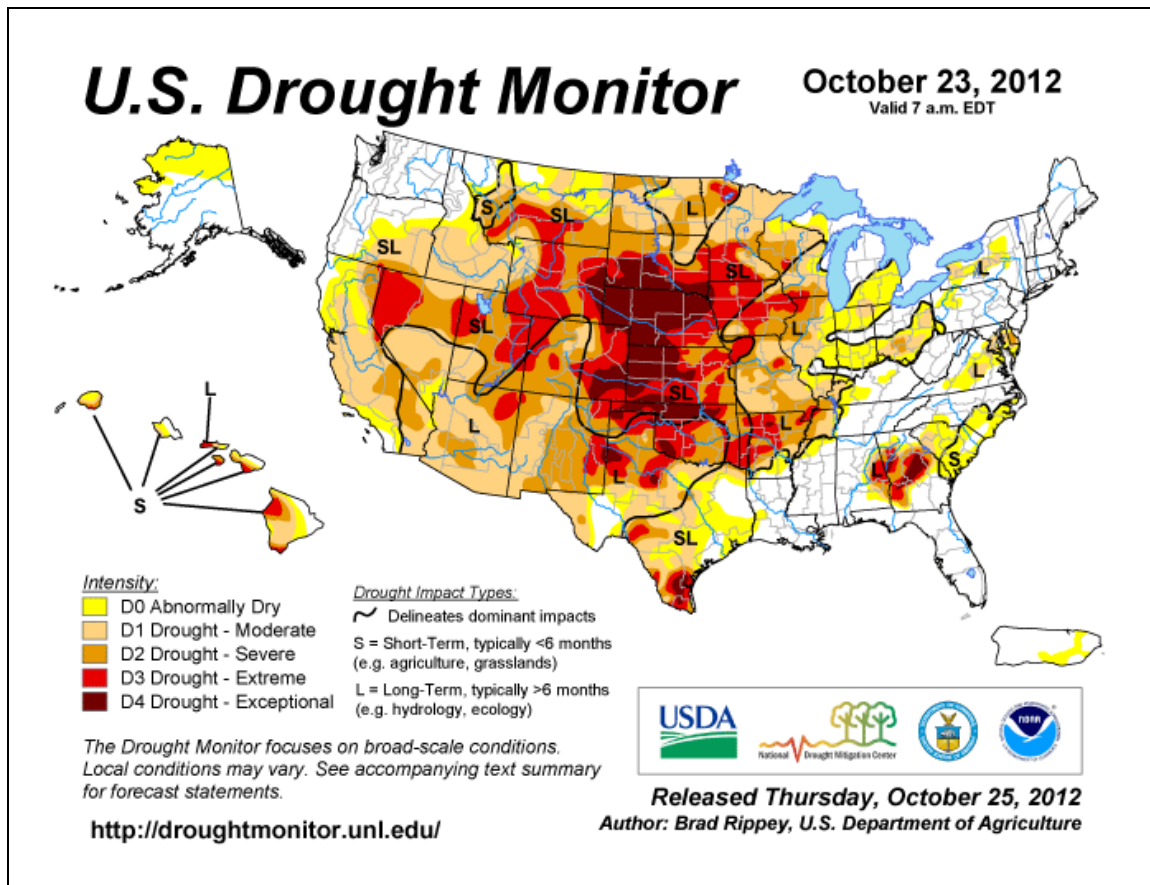 U.S. Drought Monitor
October 23, 2012
Valid 7 a.m. EDT
S
SL
L
SL
SL
SL
L
SL
L
L
SL
L
L
L
S
L
SL
L
S
Intensity:
D0 Abnormally Dry
D1 Drought - Moderate
D2 Drought - Severe
D3 Drought - Extreme
D4 Drought - Exceptional
Drought Impact Types:
Delineates dominant impacts
S = Short-Term, typically <6 months
(e.g. agriculture, grasslands)
L = Long-Term, typically >6 months
(e.g. hydrology, ecology)
The Drought Monitor focuses on broad-scale conditions.
Local conditions may vary. See accompanying text summary
for forecast statements.
http://droughtmonitor.unl.edu/
USDA
National Drought Mitigation Center
NOAA
Released Thursday, October 25, 2012
Author: Brad Rippey, U.S. Department of Agriculture